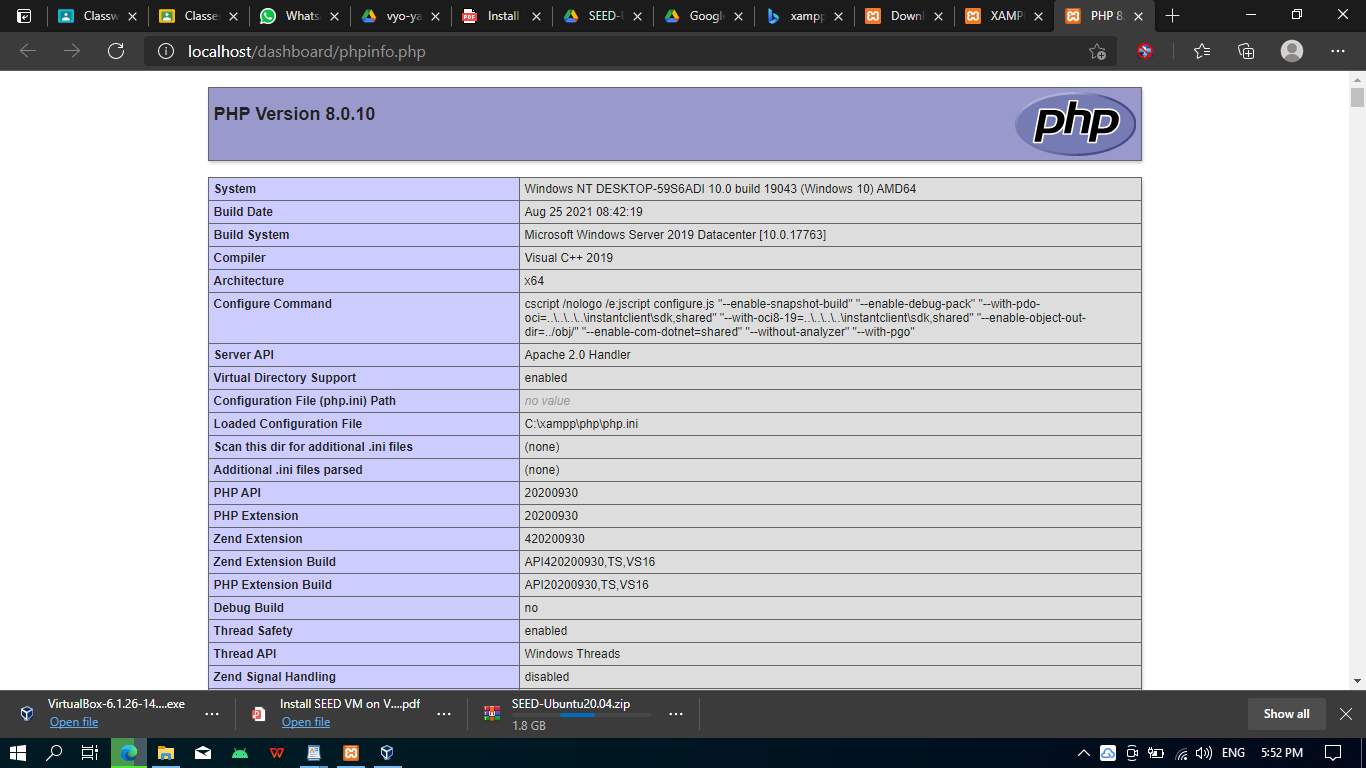 Classw
Classe
Whats
vyo-ya
Install
SEED-U
Google
xampp
Downl
XAMP
PHP 8.
localhost/dashboard/phpinfo.php
PHP Version 8.0.10
php
System Windows NT DESKTOP-59S6ADI 10.0 build 19043 (Windows 10) AMD64
Build Date Aug 25 2021 08:42:19
Build System Microsoft Windows Server 2019 Datacenter [10.0.17763]
Compiler Visual C++ 2019
Architecture x64
Configure Command cscript /nologo /e:jscript configure.js "--enable-snapshot-build" "--enable-debug-pack" "--with-pdo-
oci=..\..\..\..\instantclient\sdk,shared" "--with-oci8-19=..\..\..\..\instantclient\sdk,shared" "--enable-object-out-
dir=../obj/" "--enable-com-dotnet=shared" "--without-analyzer" "--with-pgo"
Server API Apache 2.0 Handler
Virtual Directory Support enabled
Configuration File (php.ini) Path no value
Loaded Configuration File C:\xampp\php\php.ini
Scan this dir for additional .ini files (none)
Additional .ini files parsed (none)
PHP API 20200930
PHP Extension 20200930
Zend Extension 420200930
Zend Extension Build API420200930,TS,VS16
PHP Extension Build API20200930,TS,VS16
Debug Build no
Thread Safety enabled
Thread API Windows Threads
Zend Signal Handling disabled
VirtualBox-6.1.26-14....exe
Open file
Install SEED VM on V....pdf
Open file
SEED-Ubuntu20.04.zip
1.8 GB
Show all
ENG
5:52 PM